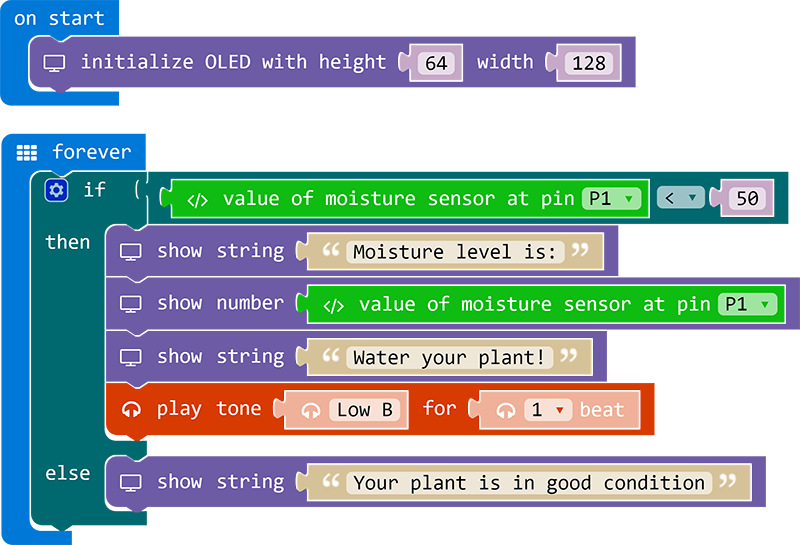 on start
initialize OLED with height 64 width 128
forever
if </> value of moisture sensor at pin P1 < 50
then show string “ Moisture level is: ”
show number </> value of moisture sensor at pin P1
show string “ Water your plant! ”
play tone Low B for 1 beat
else show string “ Your plant is in good condition ”